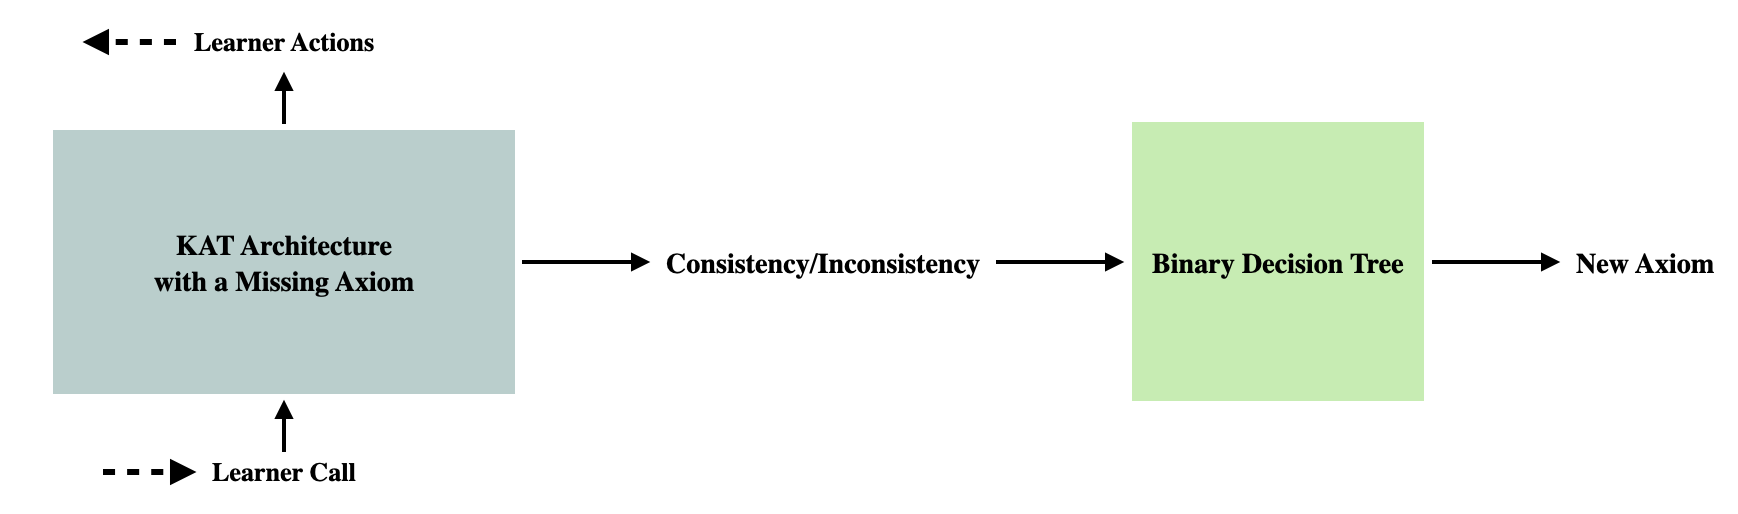 Learner Actions
KAT Architecture
with a Missing Axiom
Consistency/Inconsistency
Binary Decision Tree
New Axiom
Learner Call